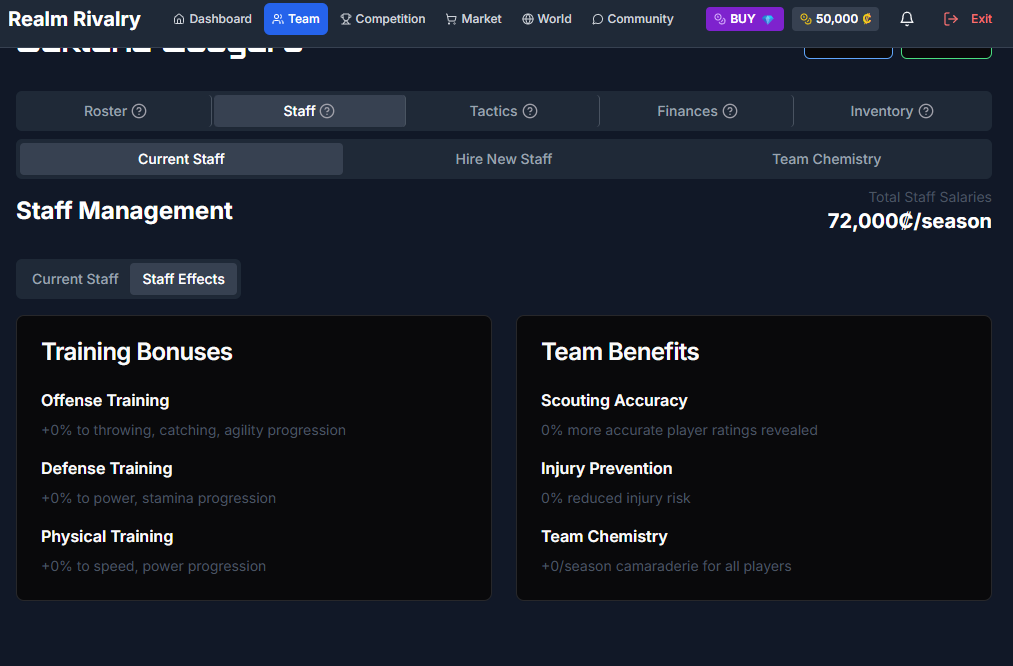 Realm Rivalry
Dashboard
Team
Competition
Market
World
Community
BUY
50,000 ₡
Exit
Roster
Staff
Tactics
Finances
Inventory
Current Staff
Hire New Staff
Team Chemistry
Staff Management
Total Staff Salaries
72,000₡/season
Current Staff
Staff Effects
Training Bonuses
Offense Training
+0% to throwing, catching, agility progression
Defense Training
+0% to power, stamina progression
Physical Training
+0% to speed, power progression
Team Benefits
Scouting Accuracy
0% more accurate player ratings revealed
Injury Prevention
0% reduced injury risk
Team Chemistry
+0/season camaraderie for all players